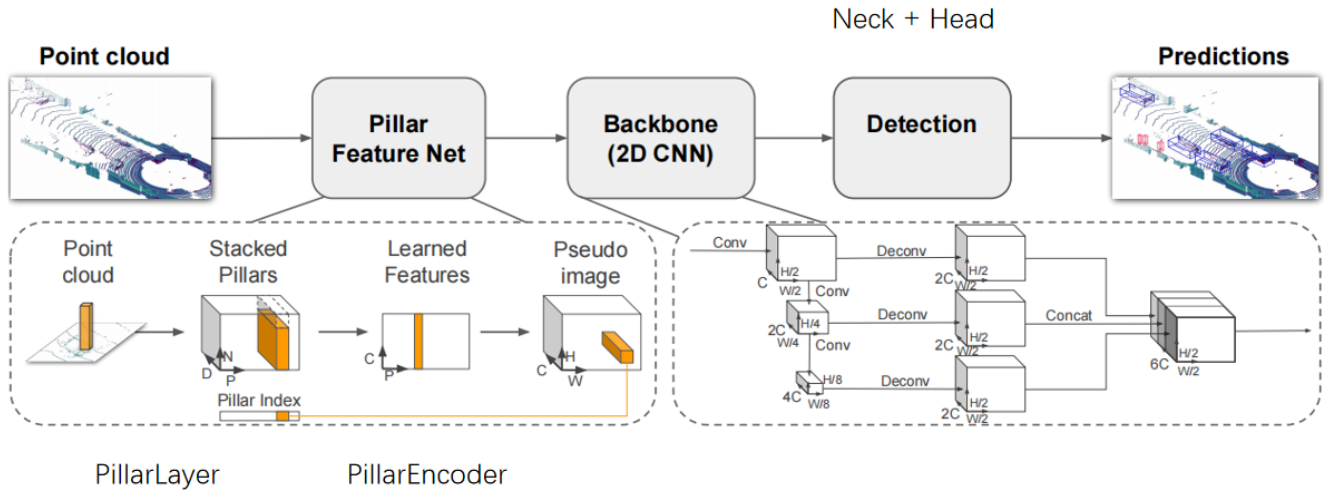 Neck + Head
Point cloud
Pillar
Feature Net
Backbone
(2D CNN)
Detection
Predictions
Point
cloud
Stacked
Pillars
Learned
Features
Pseudo
image
N
D
P
C
P
H
C
W
Pillar Index
Conv
H/2
C
W/2
Conv
Deconv
H/2
2C
W/2
H/4
2C
W/4
Conv
Deconv
H/2
2C
W/2
Concat
H/8
4C
W/8
Deconv
H/2
2C
W/2
H/2
6C
W/2
PillarLayer
PillarEncoder